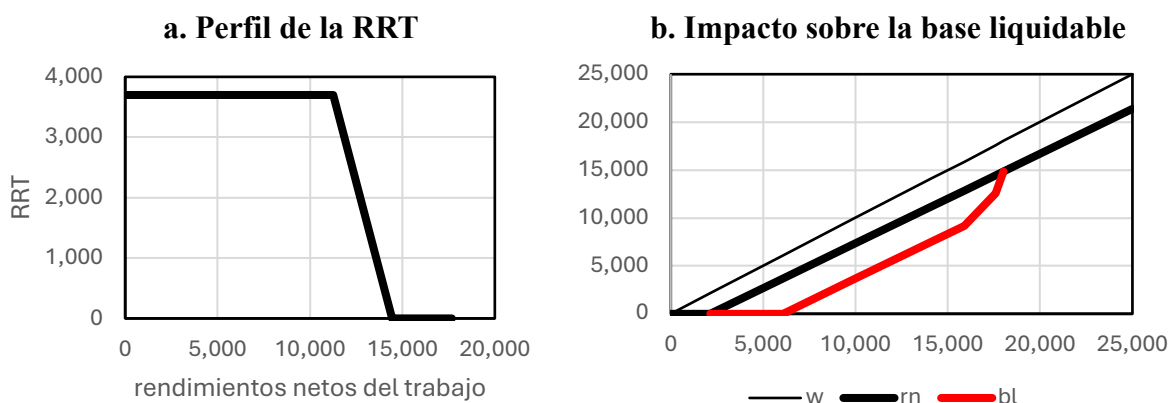 a. Perfil de la RRT
4,000
3,000
2,000
1,000
0
RRT
0 5,000 10,000 15,000 20,000
rendimientos netos del trabajo
b. Impacto sobre la base liquidable
25,000
20,000
15,000
10,000
5,000
0
0 5,000 10,000 15,000 20,000 25,000
w rn bl